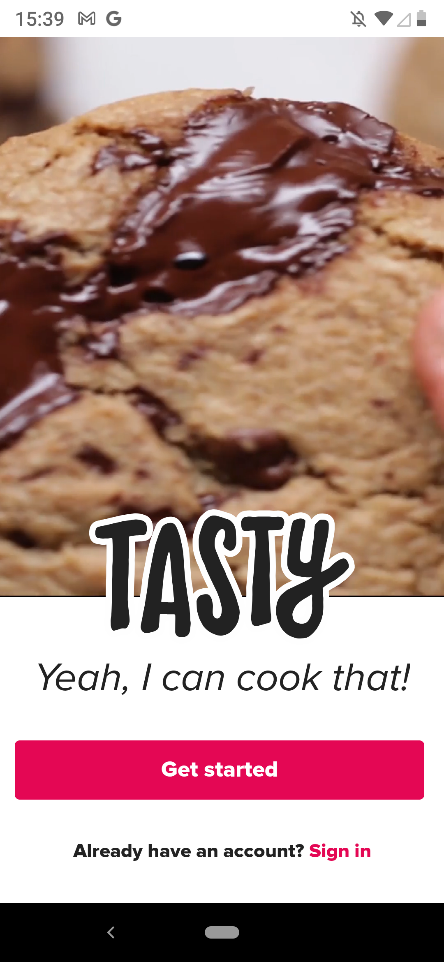 15:39
TASTY
Yeah, I can cook that!
Get started
Already have an account? Sign in